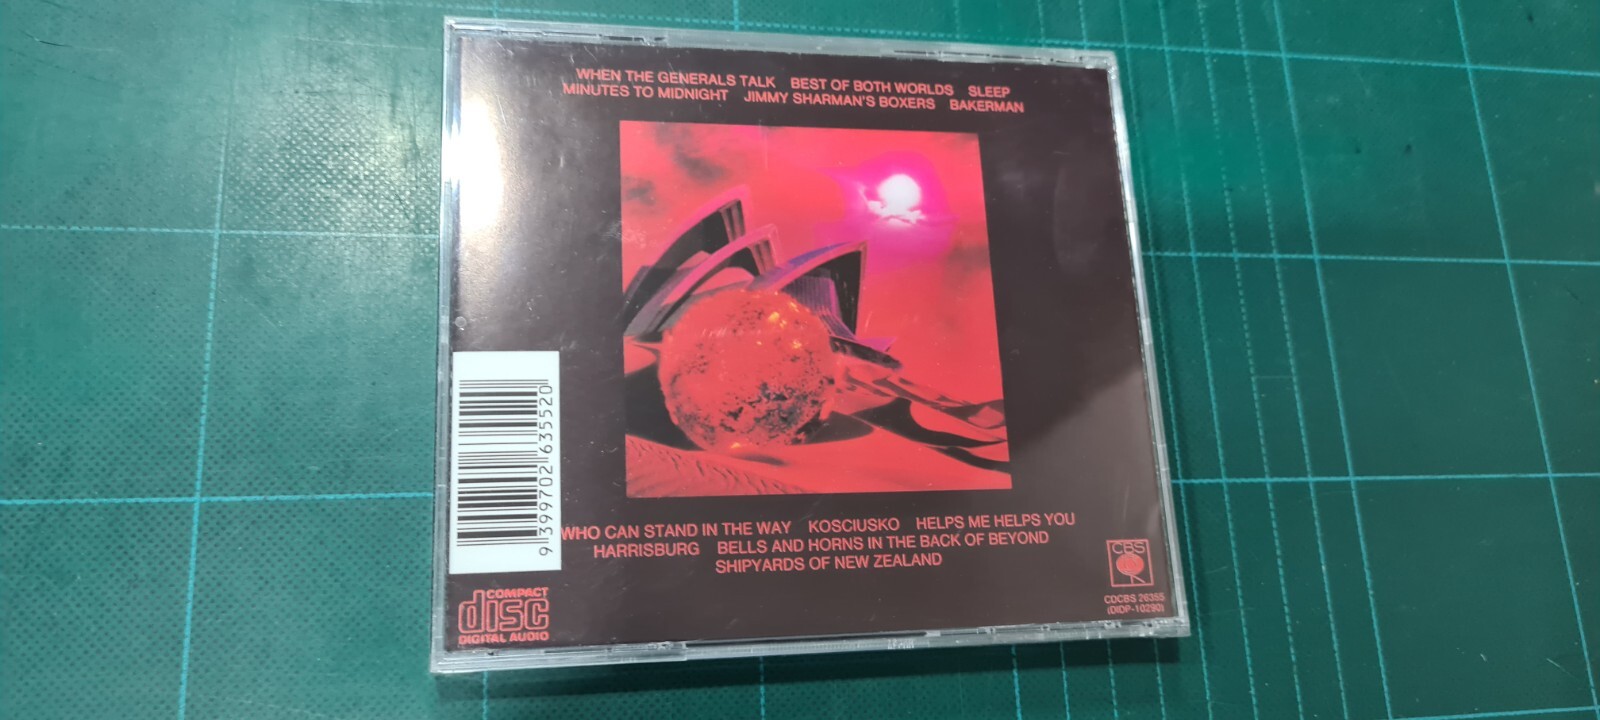 WHEN THE GENERALS TALK BEST OF BOTH WORLDS SLEEP
MINUTES TO MIDNIGHT JIMMY SHARMAN'S BOXERS BAKERMAN
9 399702 635520
WHO CAN STAND IN THE WAY KOSCIUSKO HELPS ME HELPS YOU
HARRISBURG BELLS AND HORNS IN THE BACK OF BEYOND
SHIPYARDS OF NEW ZEALAND
COMPACT
disc
DIGITAL AUDIO
CBS
CDCBS 26355
(DIDP-10290)